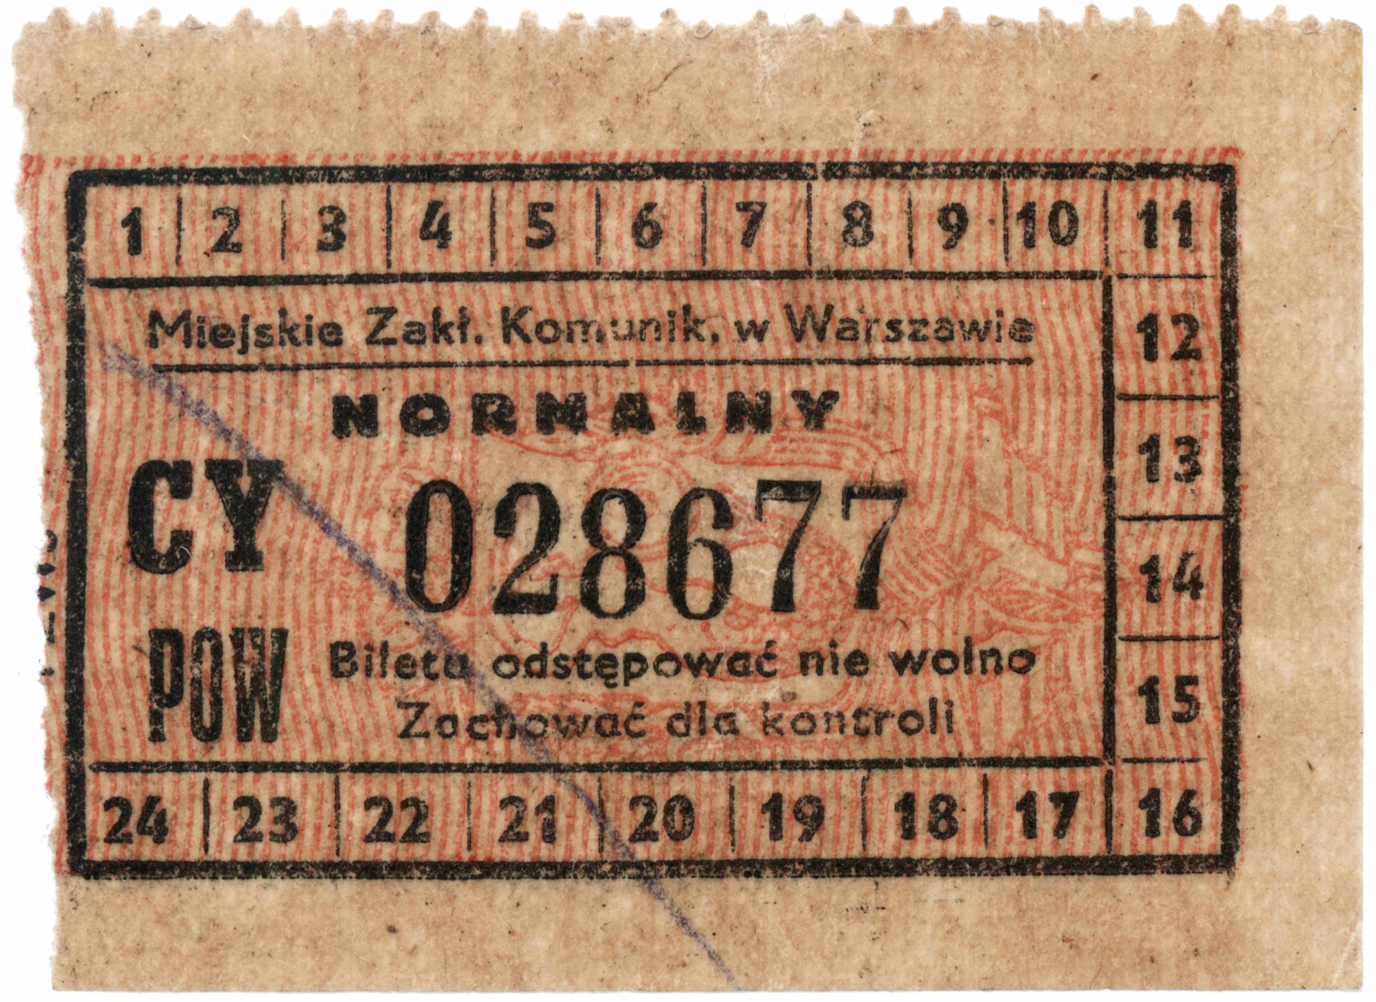 1 2 3 4 5 6 7 8 9 10 11
Miejskie Zakł. Komunik. w Warszawie
12
NORMALNY
13
CY 028677
14
POW Biletu odstępować nie wolno
Zachować dla kontroli
15
24 23 22 21 20 19 18 17 16